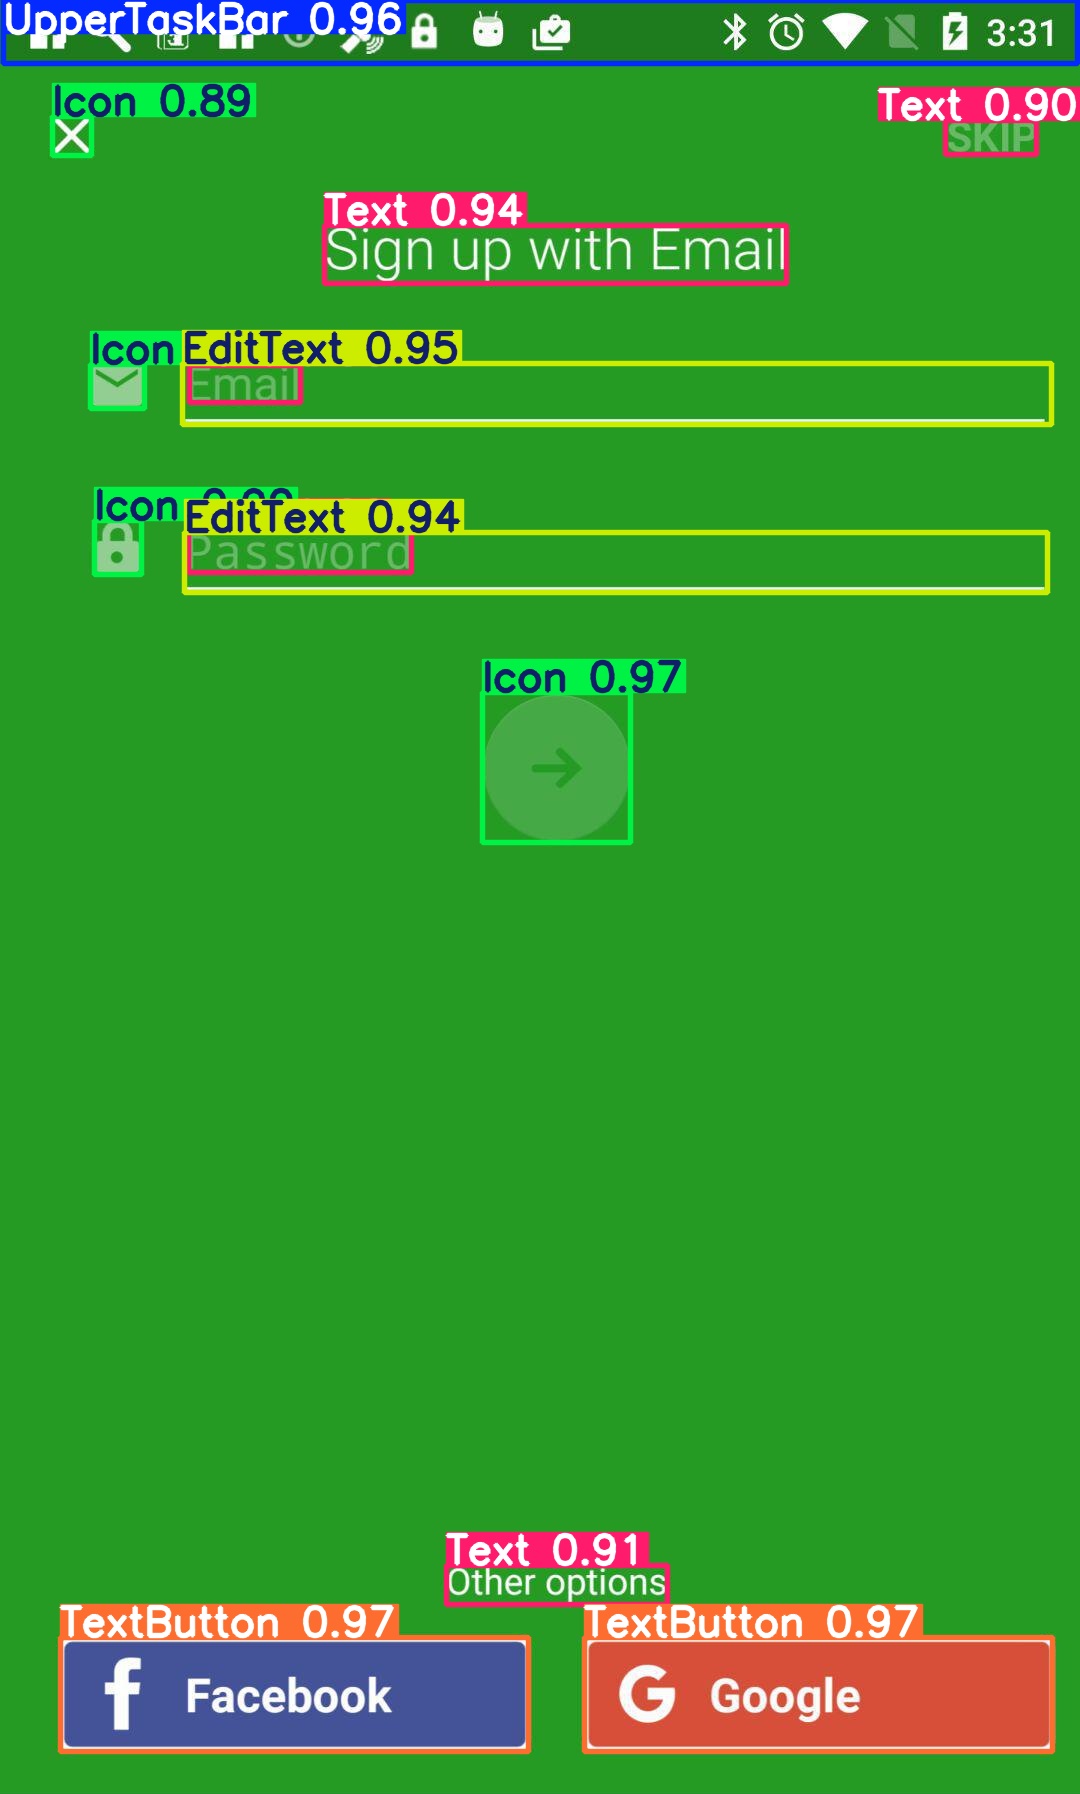 UpperTaskBar 0.96
3:31
Icon 0.89
Text 0.90
SKIP
Text 0.94
Sign up with Email
Icon
EditText 0.95
Email
Icon
EditText 0.94
Password
Icon 0.97
Text 0.91
Other options
TextButton 0.97
TextButton 0.97
f Facebook
G Google